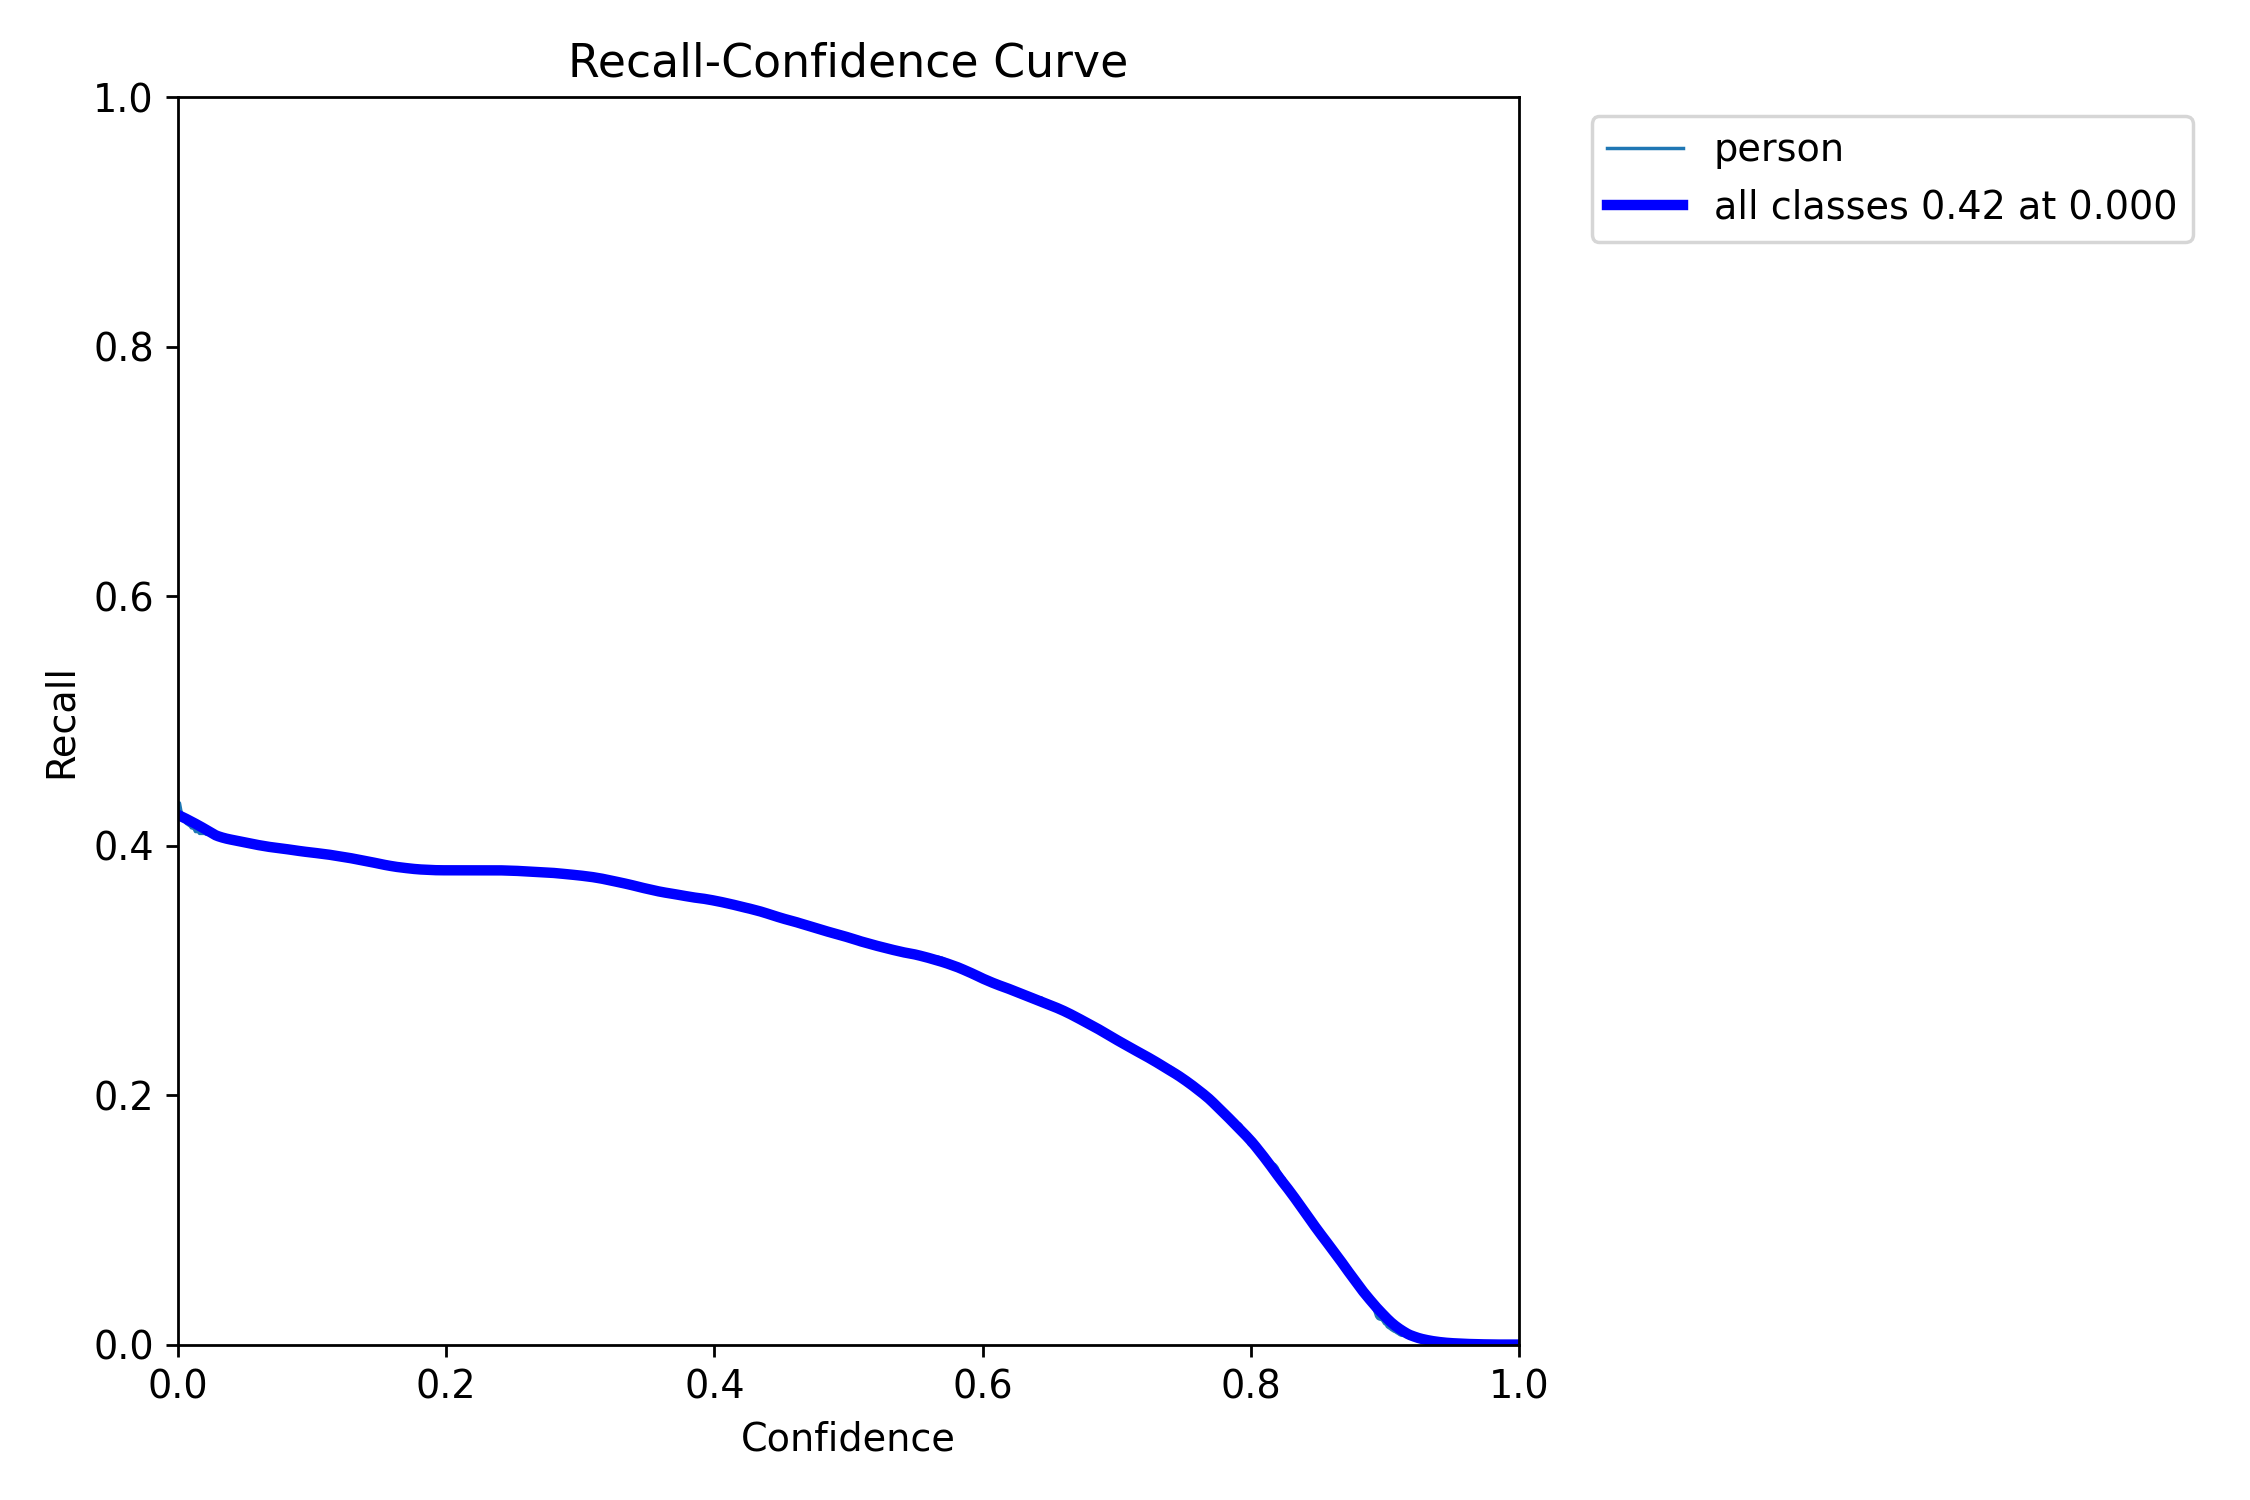 Recall-Confidence Curve
1.0
0.8
0.6
0.4
0.2
0.0
Recall
0.0 0.2 0.4 0.6 0.8 1.0
Confidence
person
all classes 0.42 at 0.000